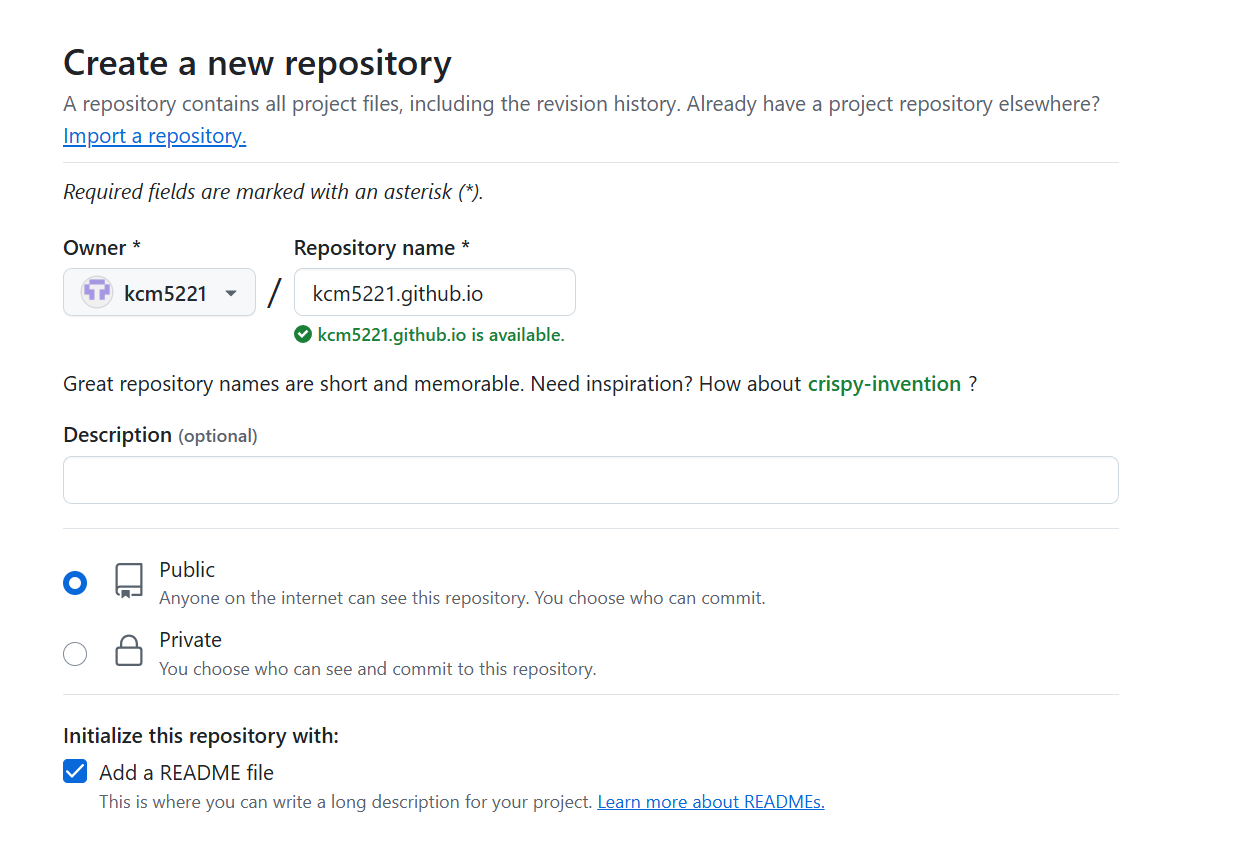 Create a new repository
A repository contains all project files, including the revision history. Already have a project repository elsewhere?
Import a repository.
Required fields are marked with an asterisk (*).
Owner *
Repository name *
kcm5221
/
kcm5221.github.io
kcm5221.github.io is available.
Great repository names are short and memorable. Need inspiration? How about crispy-invention ?
Description (optional)
Public
Anyone on the internet can see this repository. You choose who can commit.
Private
You choose who can see and commit to this repository.
Initialize this repository with:
Add a README file
This is where you can write a long description for your project. Learn more about READMEs.